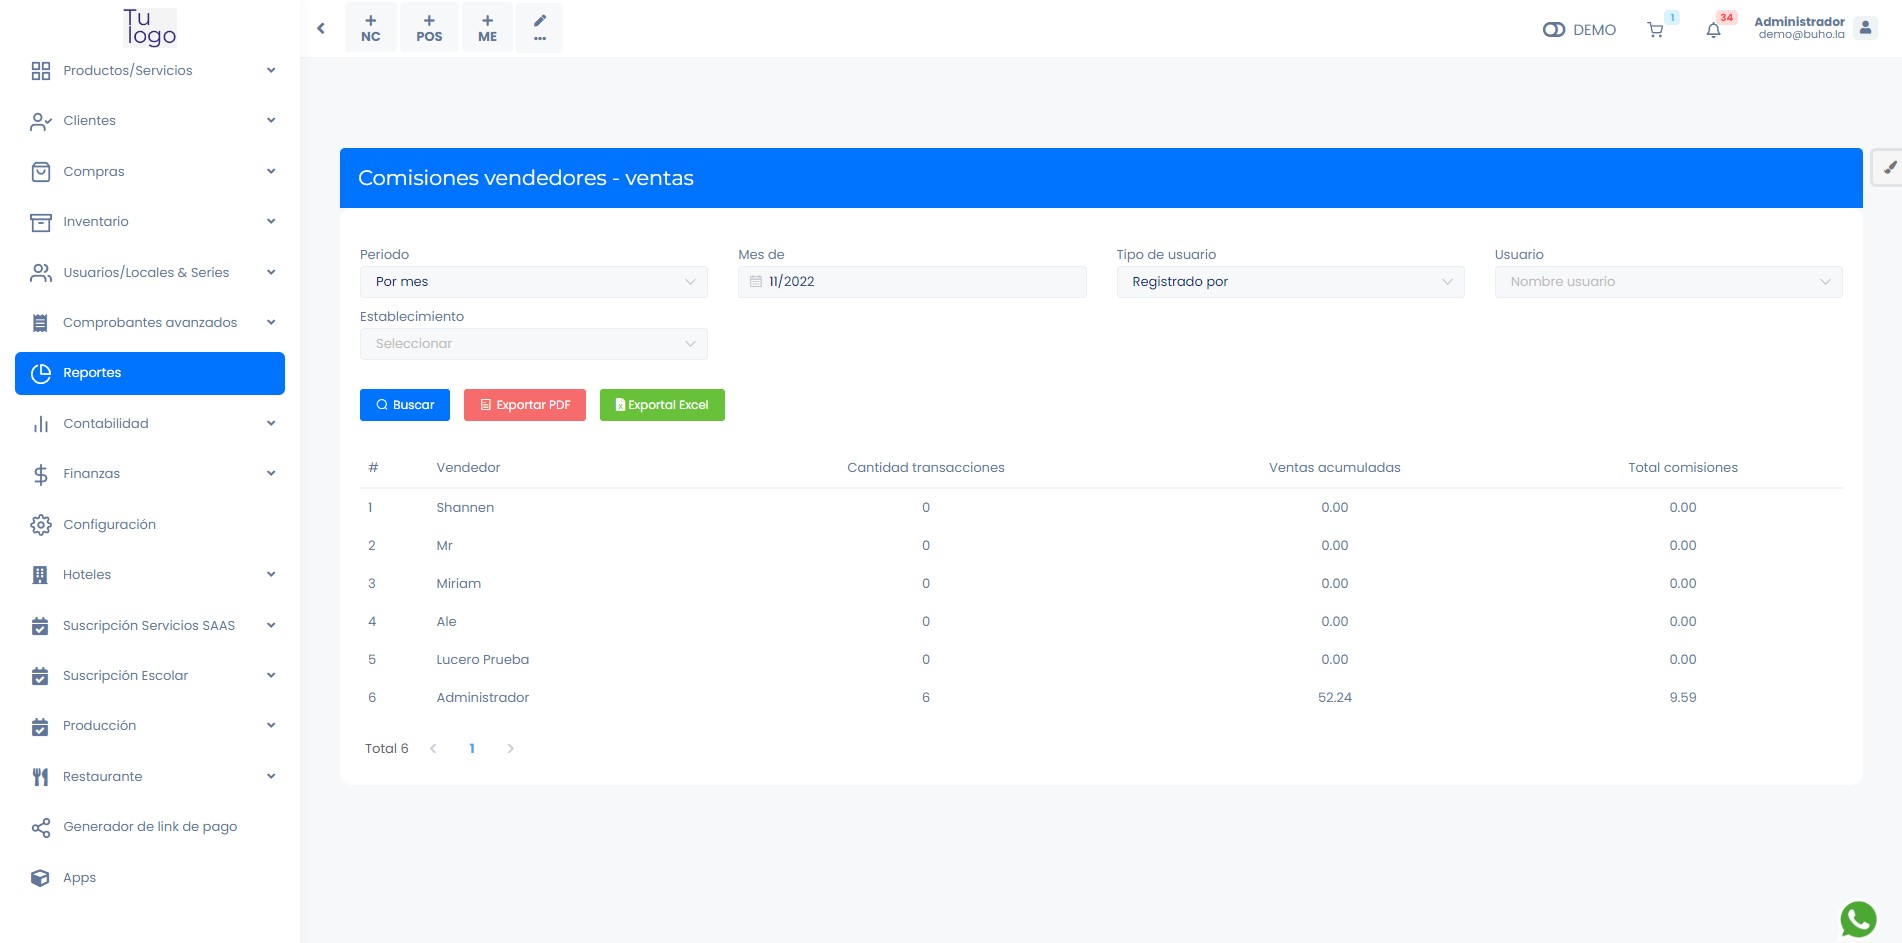 Tu
logo
Productos/Servicios
Clientes
Compras
Inventario
Usuarios/Locales & Series
Comprobantes avanzados
Reportes
Contabilidad
Finanzas
Configuración
Hoteles
Suscripción Servicios SAAS
Suscripción Escolar
Producción
Restaurante
Generador de link de pago
Apps
NC POS ME ...
DEMO 1 34 Administrador
demo@buho.la
Comisiones vendedores - ventas
Periodo Mes de Tipo de usuario Usuario
Por mes 11/2022 Registrado por Nombre usuario
Establecimiento
Seleccionar
Buscar Exportar PDF Exportal Excel
# Vendedor Cantidad transacciones Ventas acumuladas Total comisiones
1 Shannen 0 0.00 0.00
2 Mr 0 0.00 0.00
3 Miriam 0 0.00 0.00
4 Ale 0 0.00 0.00
5 Lucero Prueba 0 0.00 0.00
6 Administrador 6 52.24 9.59
Total 6 1